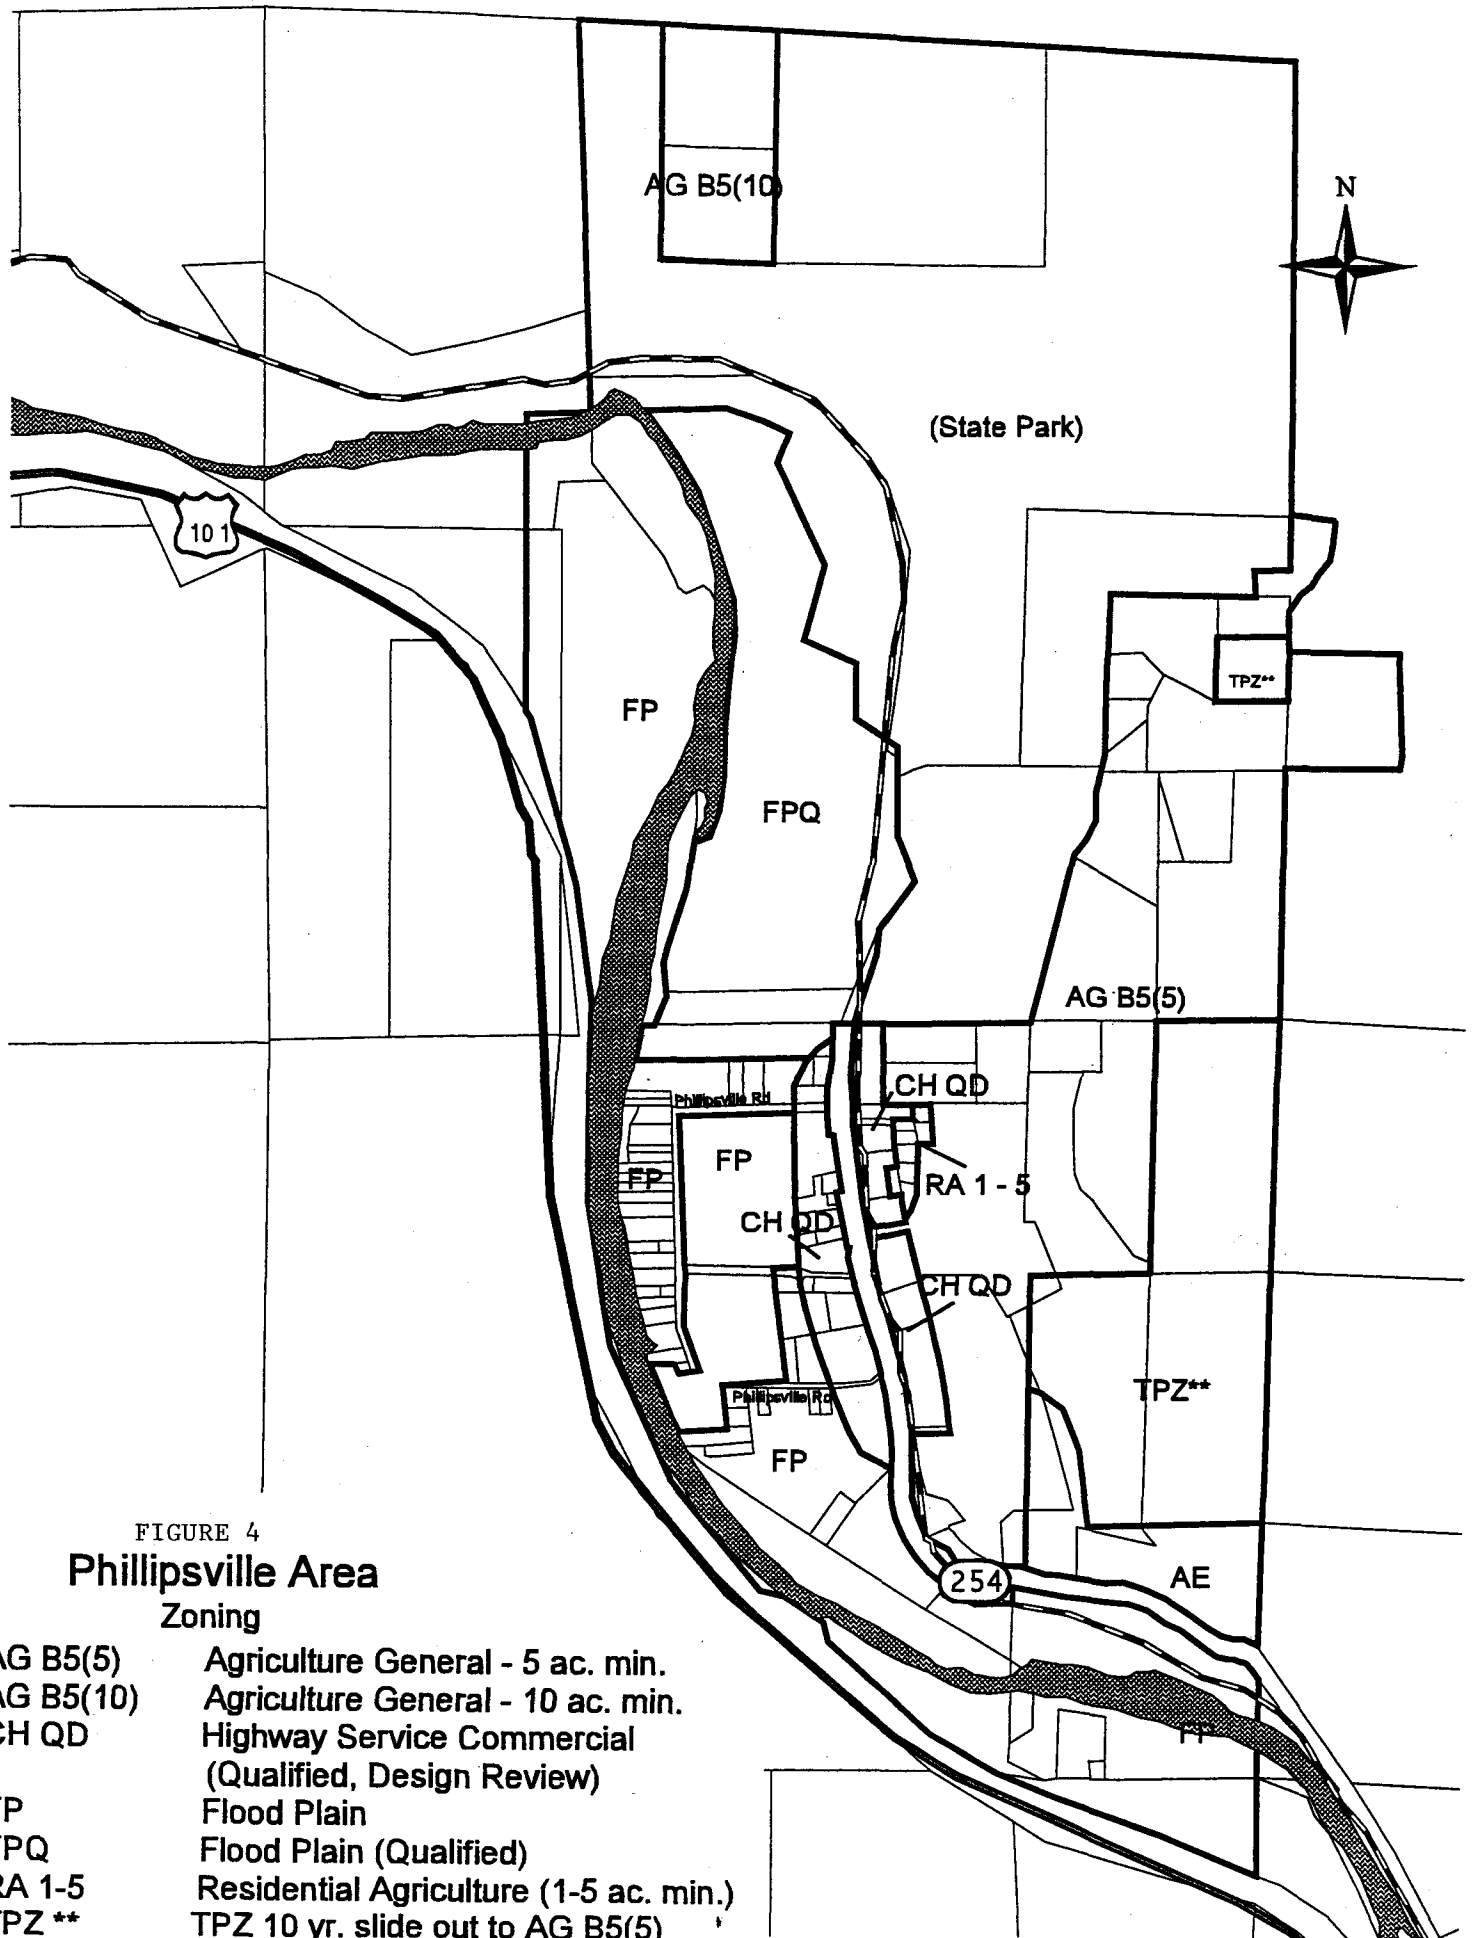 AG B5(10)
N
(State Park)
10 1
TPZ**
FP
FPQ
AG B5(5)
CH QD
Phillipsville Rd
FP
FP
RA 1 - 5
CH QD
CH QD
TPZ**
Phillipsville Rd
FP
FIGURE 4
Phillipsville Area
Zoning
254
AE
AG B5(5) Agriculture General - 5 ac. min.
AG B5(10) Agriculture General - 10 ac. min.
CH QD Highway Service Commercial
(Qualified, Design Review)
FP
FP Flood Plain
FPQ Flood Plain (Qualified)
RA 1-5 Residential Agriculture (1-5 ac. min.)
TPZ ** TPZ 10 yr. slide out to AG B5(5)